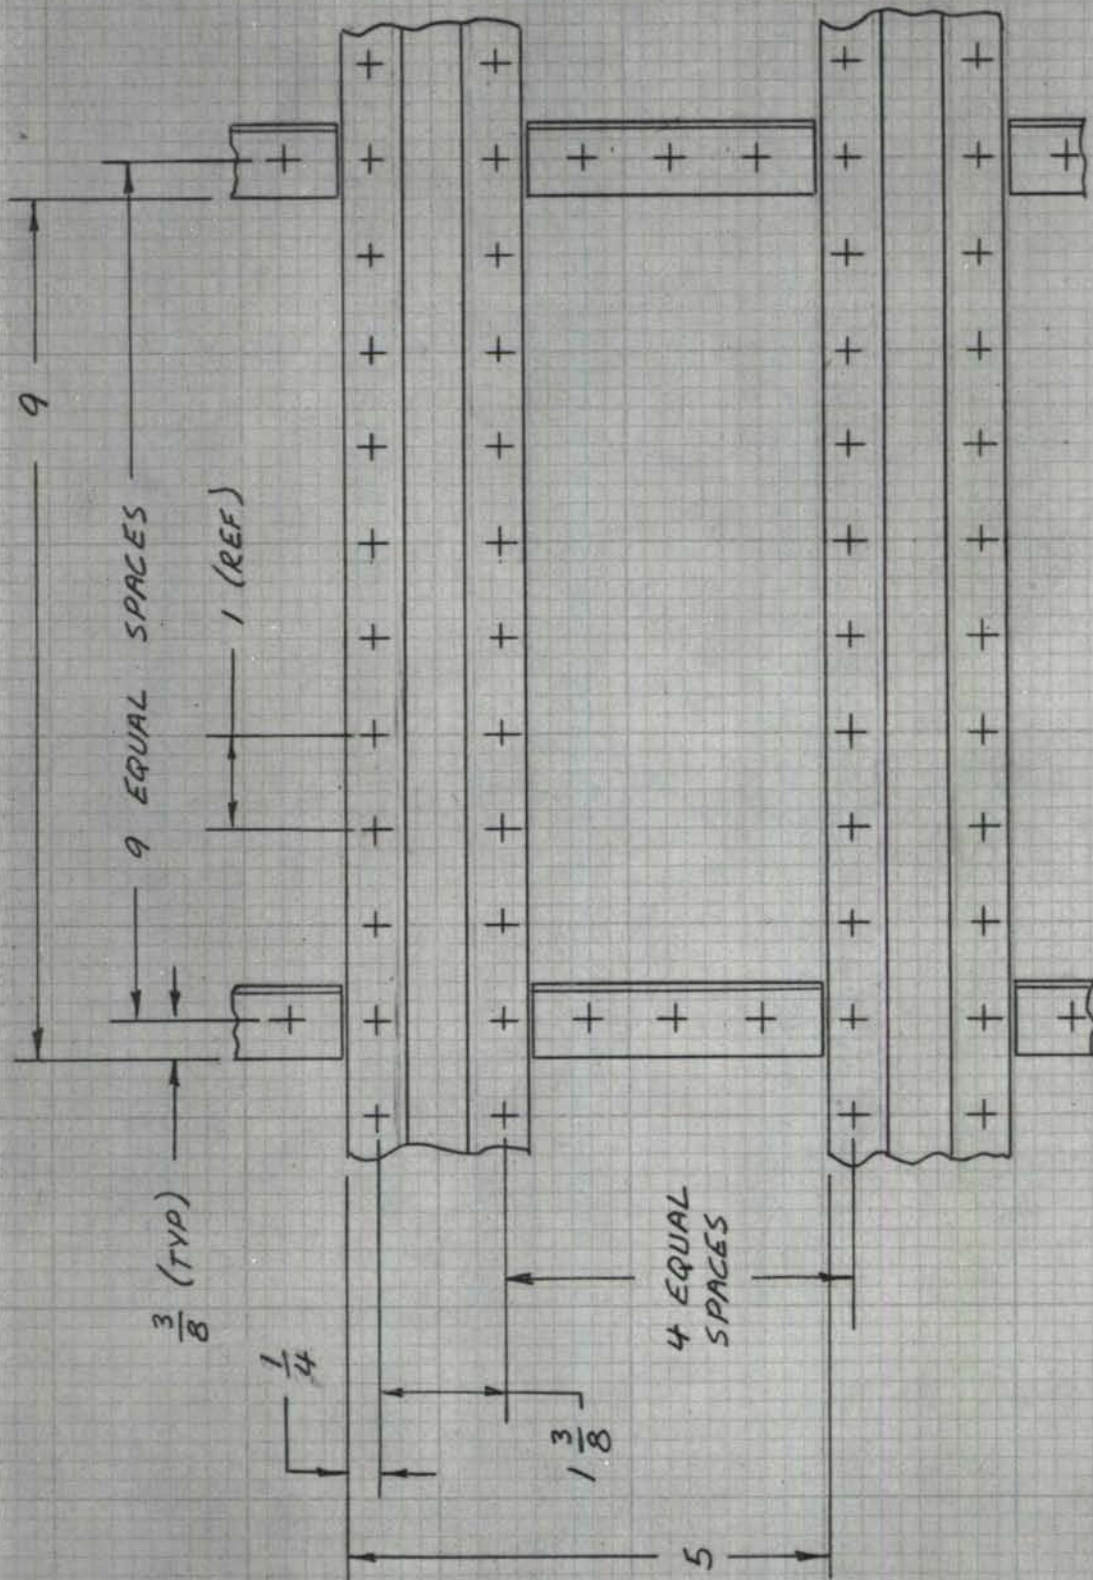 9
9 EQUAL SPACES
1 (REF)
3/8 (TYP)
1/4
1 3/8
4 EQUAL
SPACES
5